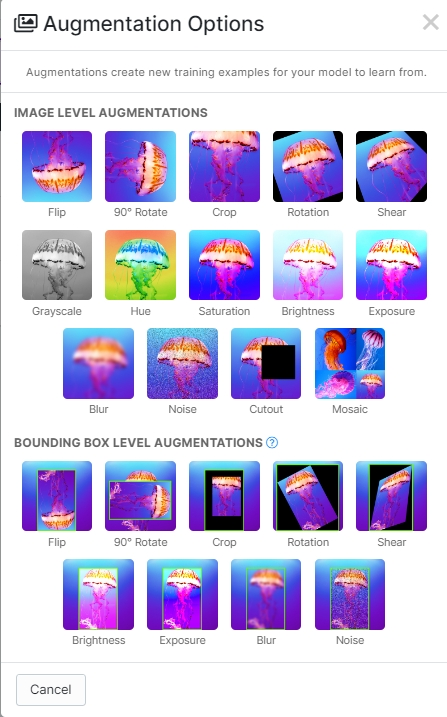 Augmentation Options
Augmentations create new training examples for your model to learn from.
IMAGE LEVEL AUGMENTATIONS
Flip 90° Rotate Crop Rotation Shear
Grayscale Hue Saturation Brightness Exposure
Blur Noise Cutout Mosaic
BOUNDING BOX LEVEL AUGMENTATIONS ?
Flip 90° Rotate Crop Rotation Shear
Brightness Exposure Blur Noise
Cancel